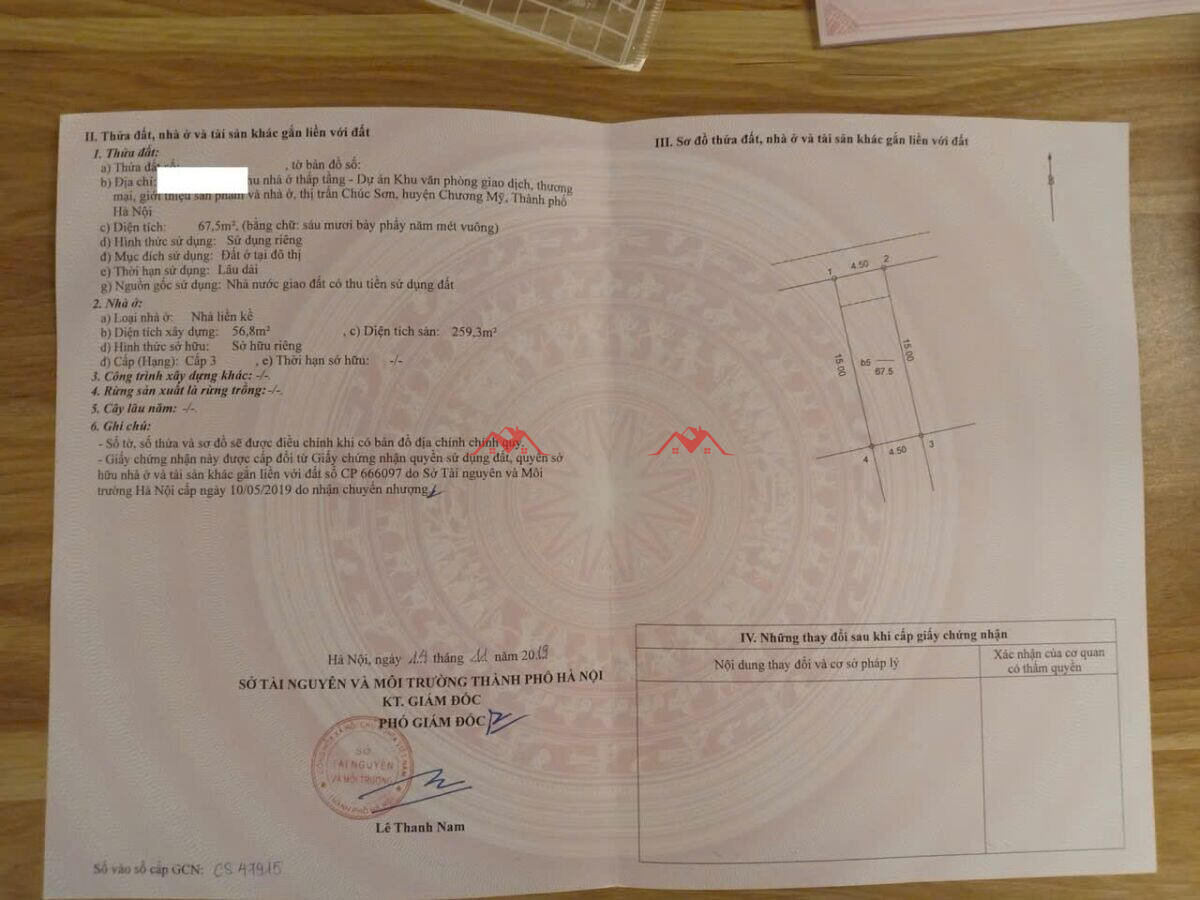 II. Thửa đất, nhà ở và tài sản khác gắn liền với đất
1. Thửa đất:
a) Thửa đất số: , tờ bản đồ số:
b) Địa chỉ: hu nhà ở thấp tầng - Dự án Khu văn phòng giao dịch, thương
mại, giới thiệu sản phẩm và nhà ở, thị trấn Chúc Sơn, huyện Chương Mỹ, Thành phố
Hà Nội
c) Diện tích: 67,5m², (bằng chữ: sáu mươi bảy phẩy năm mét vuông)
d) Hình thức sử dụng: Sử dụng riêng
đ) Mục đích sử dụng: Đất ở tại đô thị
e) Thời hạn sử dụng: Lâu dài
g) Nguồn gốc sử dụng: Nhà nước giao đất có thu tiền sử dụng đất
2. Nhà ở:
a) Loại nhà ở: Nhà liền kề
b) Diện tích xây dựng: 56,8m² , c) Diện tích sàn: 259,3m²
d) Hình thức sở hữu: Sở hữu riêng
đ) Cấp (Hạng): Cấp 3 , e) Thời hạn sở hữu: -/-
3. Công trình xây dựng khác: -/-.
4. Rừng sản xuất là rừng trồng: -/-.
5. Cây lâu năm: -/-.
6. Ghi chú:
- Số tờ, số thửa và sơ đồ sẽ được điều chỉnh khi có bản đồ địa chính chính quy.
- Giấy chứng nhận này được cấp đổi từ Giấy chứng nhận quyền sử dụng đất, quyền sở
hữu nhà ở và tài sản khác gắn liền với đất số CP 666097 do Sở Tài nguyên và Môi
trường Hà Nội cấp ngày 10/05/2019 do nhận chuyển nhượng
Hà Nội, ngày 19 tháng 11 năm 2019
SỞ TÀI NGUYÊN VÀ MÔI TRƯỜNG THÀNH PHỐ HÀ NỘI
KT. GIÁM ĐỐC
PHÓ GIÁM ĐỐC
SỞ
TÀI NGUYÊN
VÀ MÔI TRƯỜNG
THÀNH PHỐ HÀ NỘI
Lê Thanh Nam
Số vào sổ cấp GCN: CS 47915
III. Sơ đồ thửa đất, nhà ở và tài sản khác gắn liền với đất
B
1 4.50 2
15.00
15.00
b5
67.5
4 4.50 3
IV. Những thay đổi sau khi cấp giấy chứng nhận
Nội dung thay đổi và cơ sở pháp lý
Xác nhận của cơ quan
có thẩm quyền